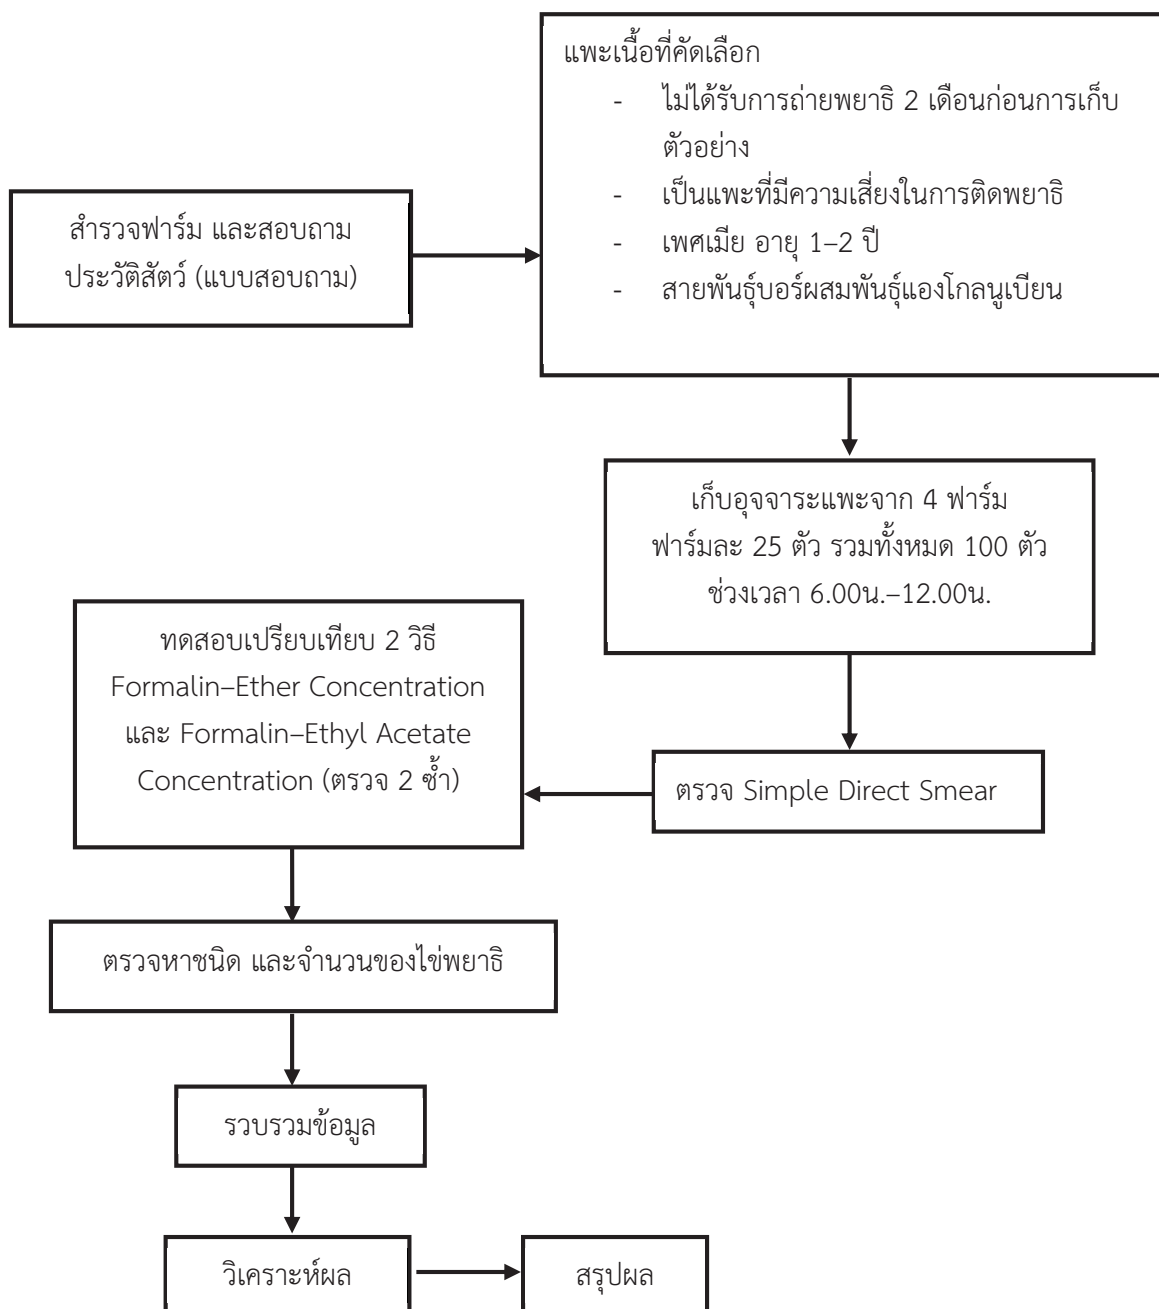 สำรวจฟาร์ม และสอบถาม
ประวัติสัตว์ (แบบสอบถาม)
แพะเนื้อที่คัดเลือก
- ไม่ได้รับการถ่ายพยาธิ 2 เดือนก่อนการเก็บ
ตัวอย่าง
- เป็นแพะที่มีความเสี่ยงในการติดพยาธิ
- เพศเมีย อายุ 1–2 ปี
- สายพันธุ์บอร์ผสมพันธุ์แองโกลนูเบียน
เก็บอุจจาระแพะจาก 4 ฟาร์ม
ฟาร์มละ 25 ตัว รวมทั้งหมด 100 ตัว
ช่วงเวลา 6.00น.–12.00น.
ตรวจ Simple Direct Smear
ทดสอบเปรียบเทียบ 2 วิธี
Formalin–Ether Concentration
และ Formalin–Ethyl Acetate
Concentration (ตรวจ 2 ซ้ำ)
ตรวจหาชนิด และจำนวนของไข่พยาธิ
รวบรวมข้อมูล
วิเคราะห์ผล
สรุปผล